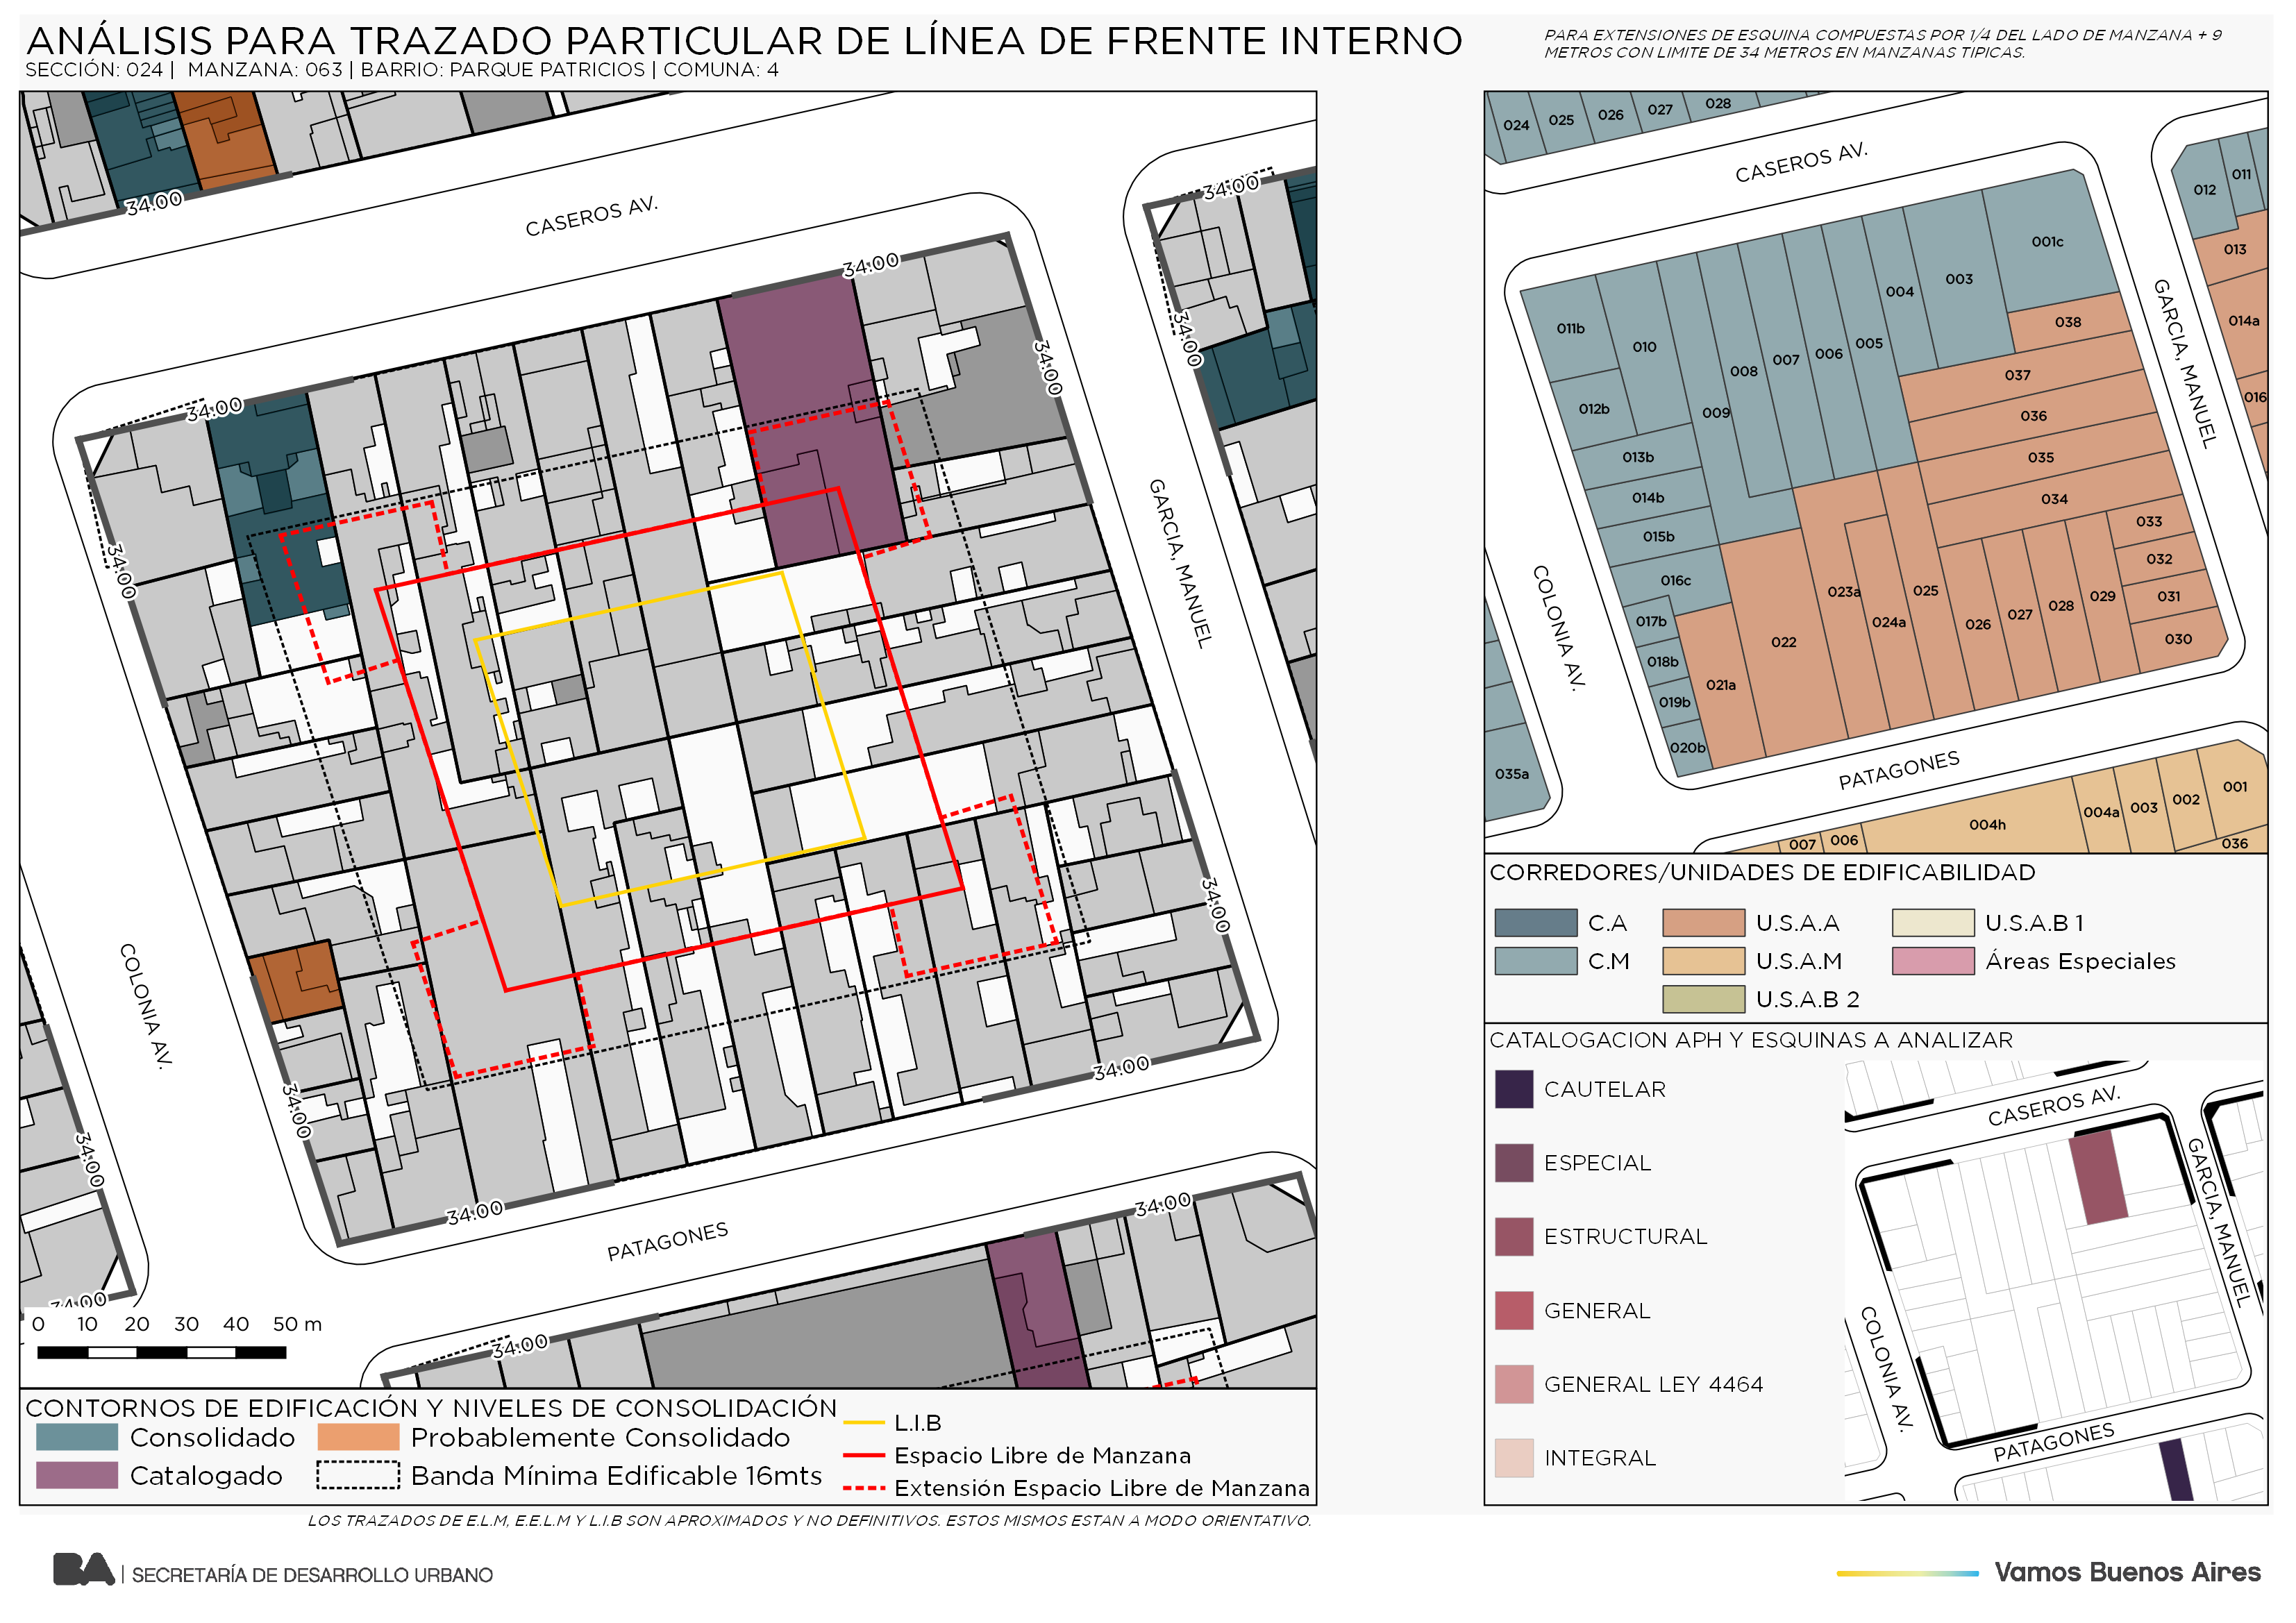 ANÁLISIS PARA TRAZADO PARTICULAR DE LÍNEA DE FRENTE INTERNO
SECCIÓN: 024 | MANZANA: 063 | BARRIO: PARQUE PATRICIOS | COMUNA: 4
PARA EXTENSIONES DE ESQUINA COMPUESTAS POR 1/4 DEL LADO DE MANZANA + 9
METROS CON LIMITE DE 34 METROS EN MANZANAS TIPICAS.
34.00
CASEROS AV.
34.00
34.00
34.00
34.00
34.00
34.00
GARCIA, MANUEL
COLONIA AV.
34.00
34.00
34.00
34.00
34.00
34.00
34.00
PATAGONES
34.00
34.00
0 10 20 30 40 50 m
CONTORNOS DE EDIFICACIÓN Y NIVELES DE CONSOLIDACIÓN
Consolidado
Probablemente Consolidado
Catalogado
Banda Mínima Edificable 16mts
L.I.B
Espacio Libre de Manzana
Extensión Espacio Libre de Manzana
LOS TRAZADOS DE E.L.M, E.E.L.M Y L.I.B SON APROXIMADOS Y NO DEFINITIVOS. ESTOS MISMOS ESTAN A MODO ORIENTATIVO.
024 025 026 027 028
CASEROS AV.
012 011
013
014a
016
001c
003
004
005
006
007
008
009
010
011b
012b
013b
014b
015b
016c
017b
018b
019b
020b
021a
022
023a
024a
025
026
027
028
029
030
031
032
033
034
035
036
037
038
GARCIA, MANUEL
COLONIA AV.
035a
PATAGONES
007 006 004h 004a 003 002 001
036
CORREDORES/UNIDADES DE EDIFICABILIDAD
C.A
U.S.A.A
U.S.A.B 1
C.M
U.S.A.M
Áreas Especiales
U.S.A.B 2
CATALOGACION APH Y ESQUINAS A ANALIZAR
CAUTELAR
ESPECIAL
ESTRUCTURAL
GENERAL
GENERAL LEY 4464
INTEGRAL
CASEROS AV.
GARCIA, MANUEL
COLONIA AV.
PATAGONES
BA | SECRETARÍA DE DESARROLLO URBANO
Vamos Buenos Aires